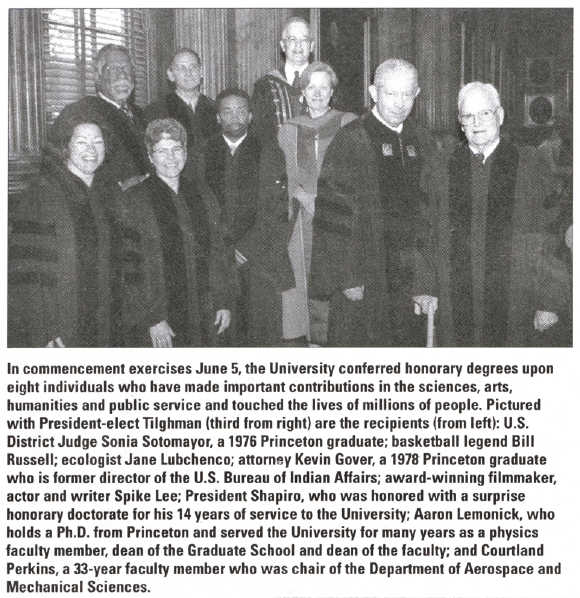 In commencement exercises June 5, the University conferred honorary degrees upon
eight individuals who have made important contributions in the sciences, arts,
humanities and public service and touched the lives of millions of people. Pictured
with President-elect Tilghman (third from right) are the recipients (from left): U.S.
District Judge Sonia Sotomayor, a 1976 Princeton graduate; basketball legend Bill
Russell; ecologist Jane Lubchenco; attorney Kevin Gover, a 1978 Princeton graduate
who is former director of the U.S. Bureau of Indian Affairs; award-winning filmmaker,
actor and writer Spike Lee; President Shapiro, who was honored with a surprise
honorary doctorate for his 14 years of service to the University; Aaron Lemonick, who
holds a Ph.D. from Princeton and served the University for many years as a physics
faculty member, dean of the Graduate School and dean of the faculty; and Courtland
Perkins, a 33-year faculty member who was chair of the Department of Aerospace and
Mechanical Sciences.